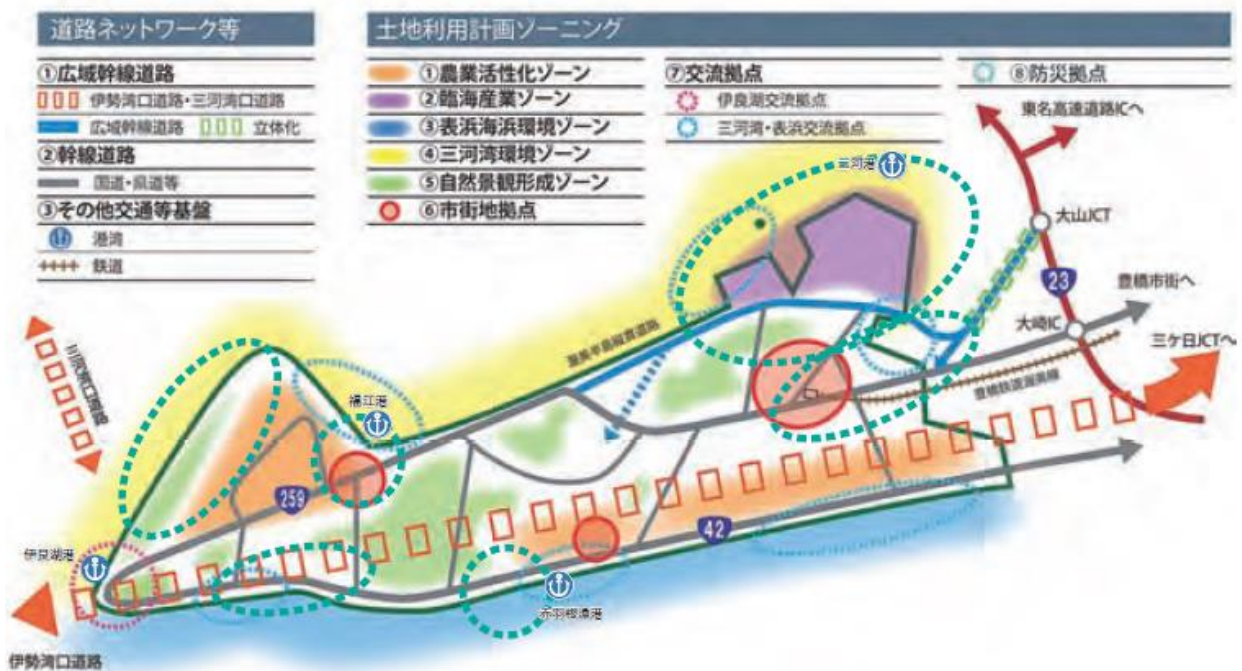 道路ネットワーク等
①広域幹線道路
伊勢湾口道路・三河湾口道路
広域幹線道路 立体化
②幹線道路
国道・県道等
③その他交通等基盤
港湾
鉄道
土地利用計画ゾーニング
①農業活性化ゾーン
②臨海産業ゾーン
③表浜海浜環境ゾーン
④三河湾環境ゾーン
⑤自然景観形成ゾーン
⑥市街地拠点
⑦交流拠点
伊良湖交流拠点
三河湾・表浜交流拠点
⑧防災拠点
東名高速道路ICへ
三河港
大山JCT
23
豊橋市街へ
大崎IC
三ケ日JCTへ
渥美半島縦貫道路
豊橋鉄道渥美線
福江港
259
42
伊良湖港
赤羽根漁港
伊勢湾口道路